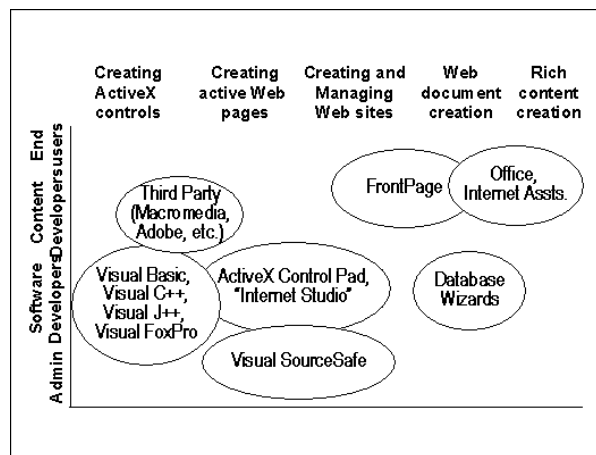 Creating ActiveX controls
Creating active Web pages
Creating and Managing Web sites
Web document creation
Rich content creation
End users
Content Developers
Software Developers
Admin
Third Party
(Macromedia,
Adobe, etc.)
FrontPage
Office,
Internet Assts.
Visual Basic,
Visual C++,
Visual J++,
Visual FoxPro
ActiveX Control Pad,
"Internet Studio"
Database
Wizards
Visual SourceSafe